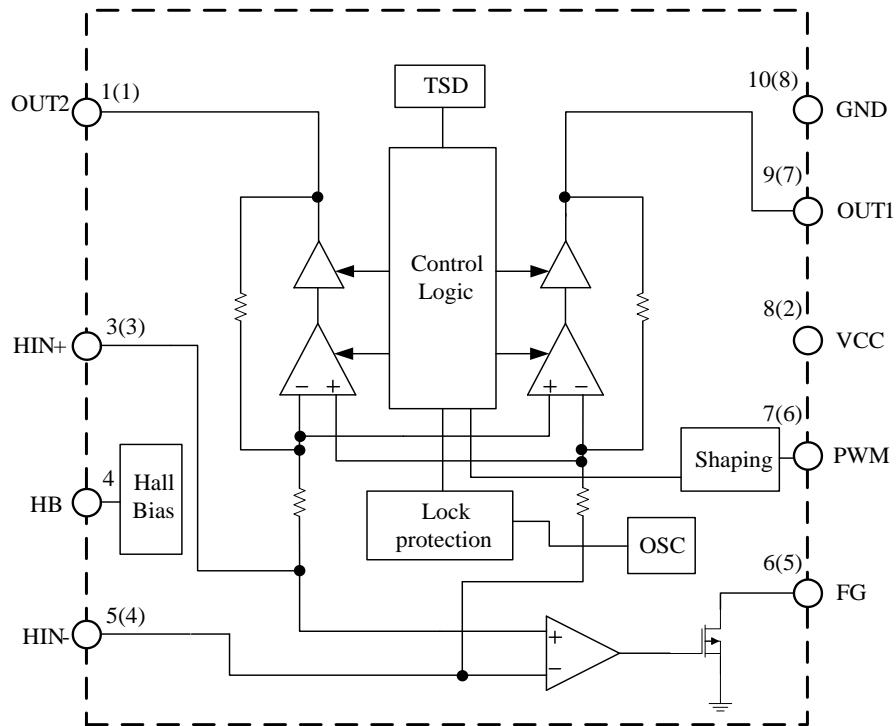 1(1)
OUT2
TSD
10(8)
GND
9(7)
OUT1
Control
Logic
8(2)
VCC
3(3)
HIN+
− +
+ −
7(6)
PWM
Shaping
4
HB
Hall
Bias
Lock
protection
OSC
6(5)
FG
5(4)
HIN-
+
−